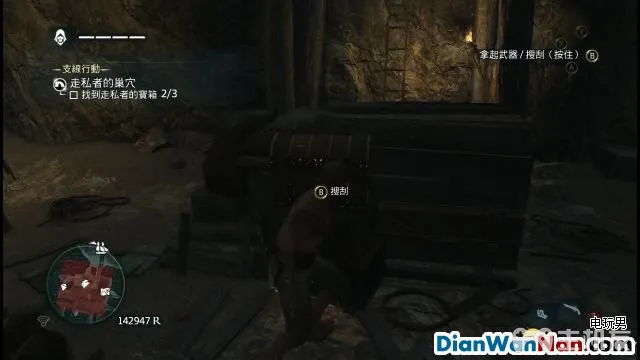 拿起武器 / 搜刮（按住） B
支線行動
走私者的巢穴
找到走私者的寶箱 2/3
B 搜刮
142947 R
电玩男
DianWanNan.com